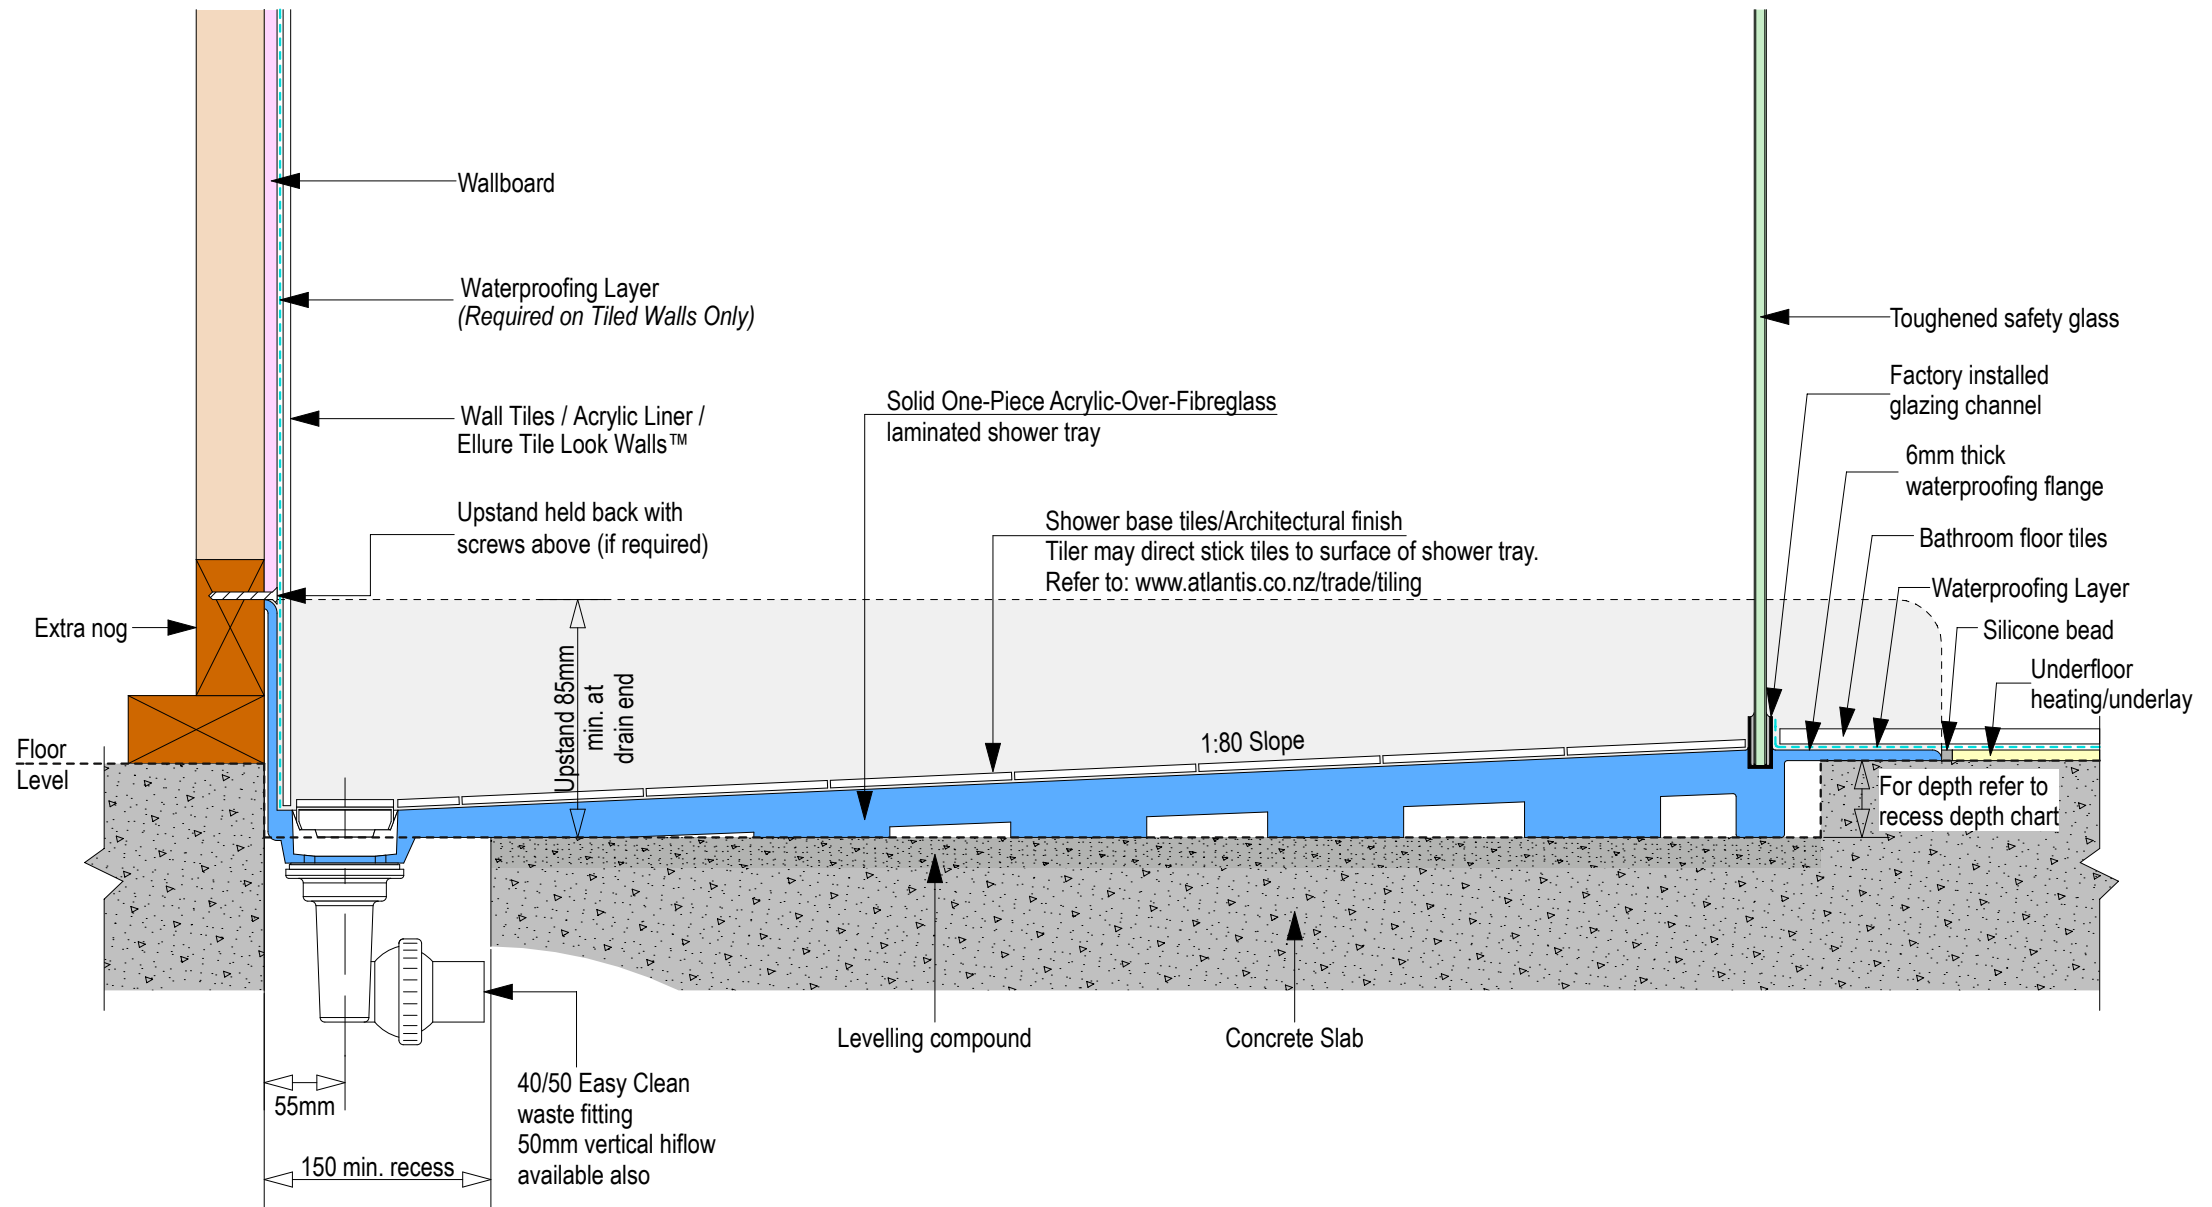 Wallboard
Waterproofing Layer
(Required on Tiled Walls Only)
Wall Tiles / Acrylic Liner /
Ellure Tile Look Walls™
Upstand held back with
screws above (if required)
Extra nog
Floor
Level
Solid One-Piece Acrylic-Over-Fibreglass
laminated shower tray
Shower base tiles/Architectural finish
Tiler may direct stick tiles to surface of shower tray.
Refer to: www.atlantis.co.nz/trade/tiling
Upstand 85mm
min. at
drain end
1:80 Slope
Toughened safety glass
Factory installed
glazing channel
6mm thick
waterproofing flange
Bathroom floor tiles
Waterproofing Layer
Silicone bead
Underfloor
heating/underlay
For depth refer to
recess depth chart
Levelling compound
Concrete Slab
40/50 Easy Clean
waste fitting
50mm vertical hiflow
available also
55mm
150 min. recess